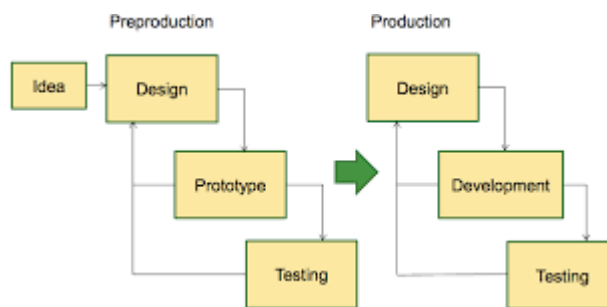 Preproduction
Production
Idea
Design
Prototype
Testing
Design
Development
Testing